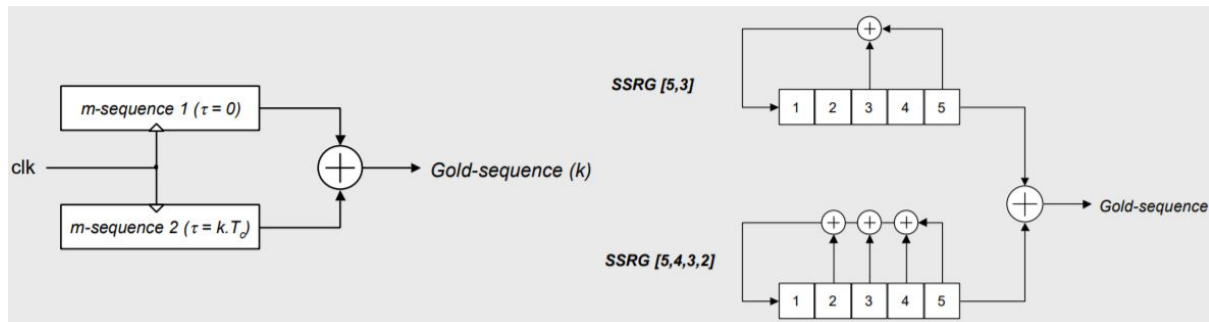 m-sequence 1 (τ = 0)
clk
Gold-sequence (k)
m-sequence 2 (τ = k.Tc)
SSRG [5,3]
1 2 3 4 5
Gold-sequence
SSRG [5,4,3,2]
1 2 3 4 5